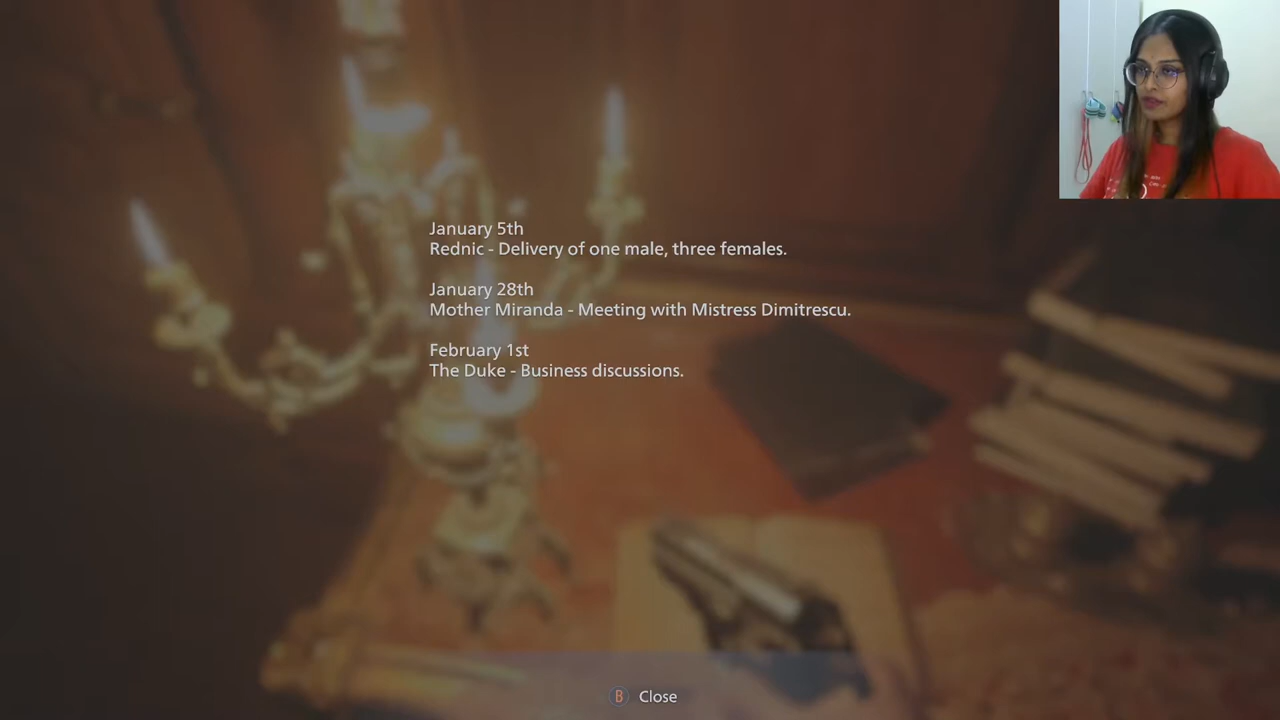 January 5th
Rednic - Delivery of one male, three females.
January 28th
Mother Miranda - Meeting with Mistress Dimitrescu.
February 1st
The Duke - Business discussions.
B Close